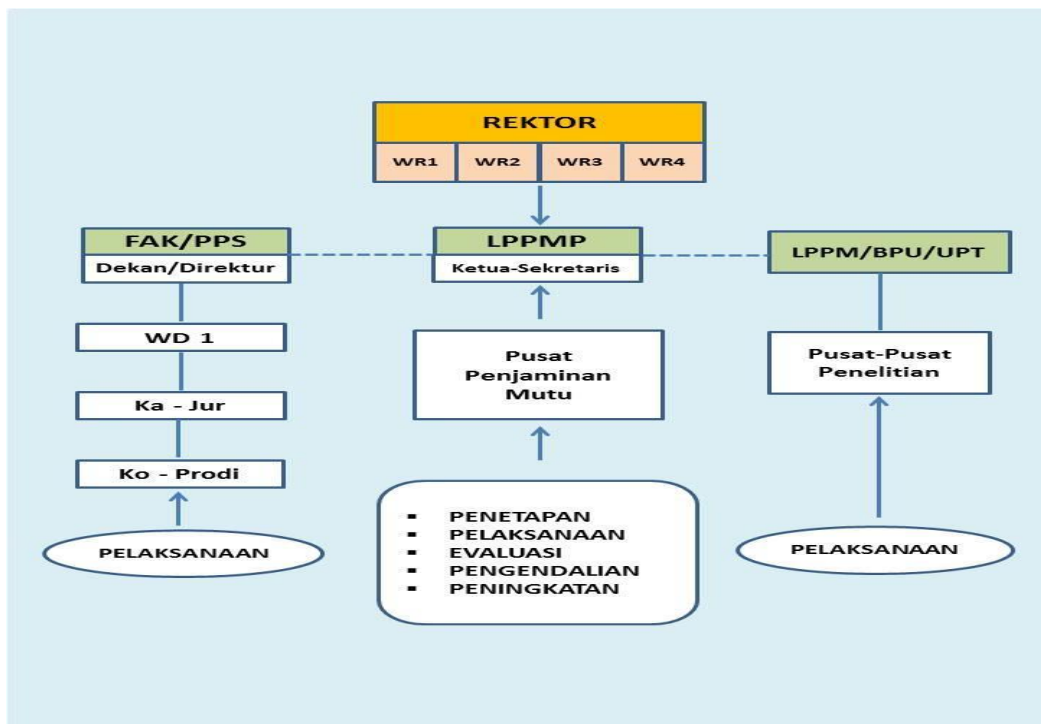 REKTOR
WR1 WR2 WR3 WR4
FAK/PPS
Dekan/Direktur
WD 1
Ka - Jur
Ko - Prodi
PELAKSANAAN
LPPMP
Ketua-Sekretaris
Pusat
Penjaminan
Mutu
▪ PENETAPAN
▪ PELAKSANAAN
▪ EVALUASI
▪ PENGENDALIAN
▪ PENINGKATAN
LPPM/BPU/UPT
Pusat-Pusat
Penelitian
PELAKSANAAN